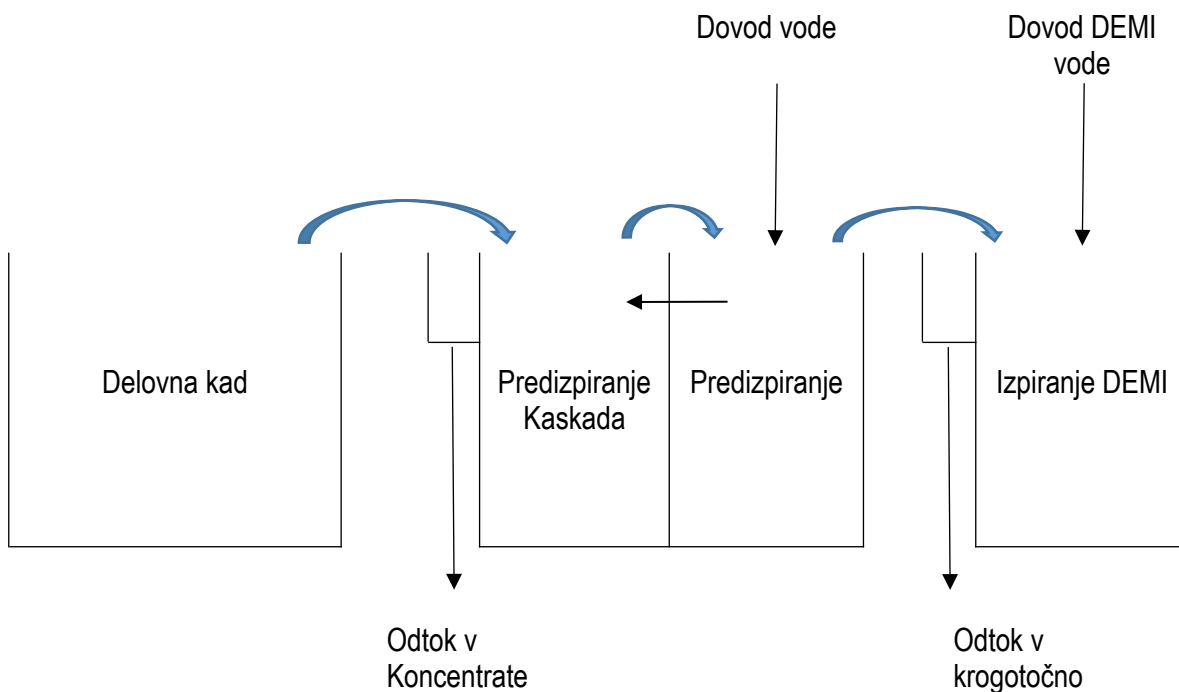 Dovod vode
Dovod DEMI
vode
Delovna kad
Predizpiranje
Kaskada
Predizpiranje
Izpiranje DEMI
Odtok v
Koncentrate
Odtok v
krogotočno